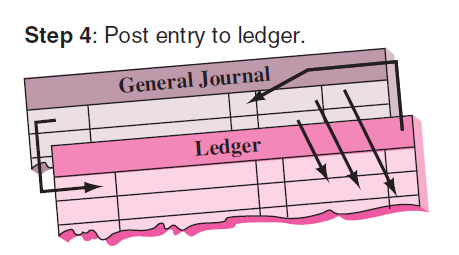 Step 4: Post entry to ledger.
General Journal
Ledger